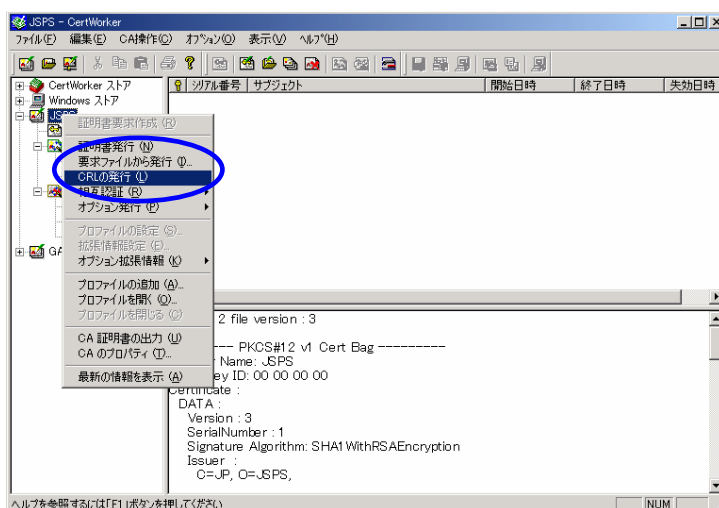 JSPS - CertWorker
ファイル(F) 編集(E) CA操作(C) オプション(O) 表示(V) ヘルプ(H)
CertWorker ストア
Windows ストア
JSPS
GA
シリアル番号 サブジェクト 開始日時 終了日時 失効日時
証明書要求作成 (R)
証明書発行 (N)
要求ファイルから発行 (I)...
CRLの発行 (L)
相互認証 (R)
オプション発行 (P)
プロファイルの設定 (S)...
拡張情報設定 (E)...
オプション拡張情報 (K)
プロファイルの追加 (A)...
プロファイルを開く (O)...
プロファイルを閉じる (C)
CA 証明書の出力 (U)
CA のプロパティ (T)...
最新の情報を表示 (A)
2 file version : 3
---- PKCS#12 v1 Cert Bag ---------
Name: JSPS
ey ID: 00 00 00 00
Certificate :
DATA :
Version : 3
SerialNumber : 1
Signature Algorithm: SHA1WithRSAEncryption
Issuer :
C=JP, O=JSPS,
ヘルプを参照するには「F1」ボタンを押してください NUM